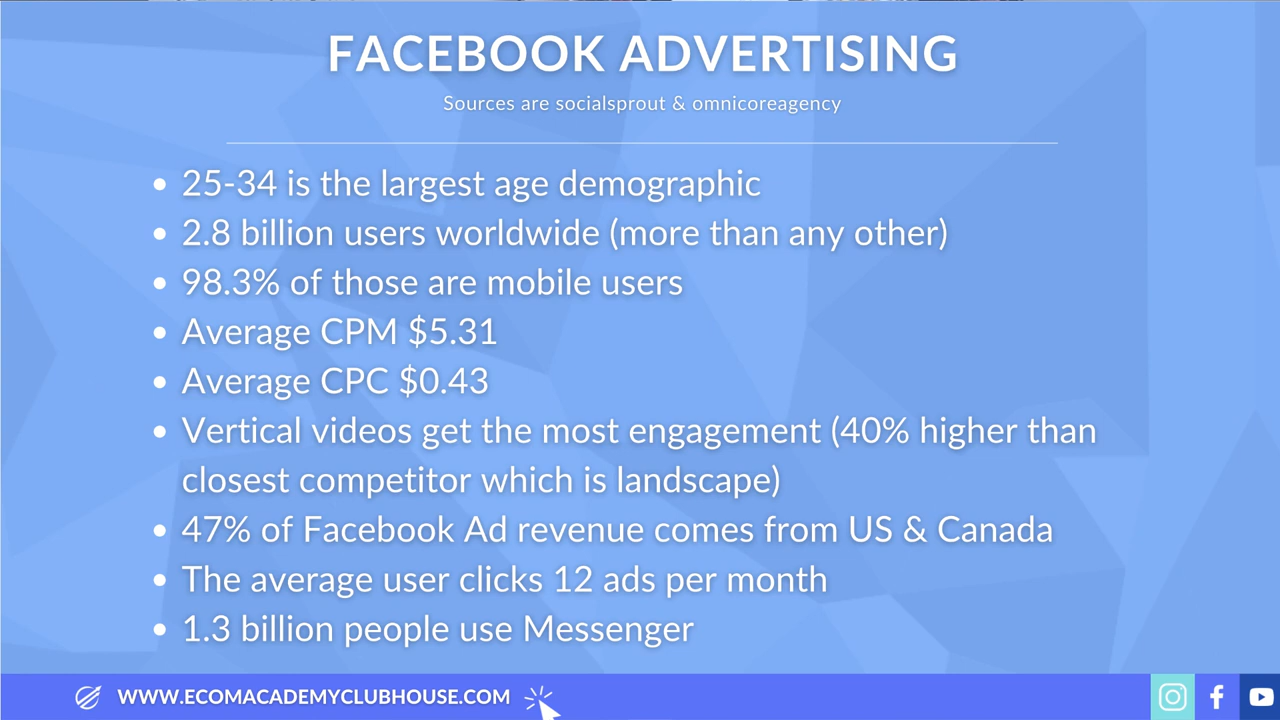 FACEBOOK ADVERTISING
Sources are socialsprout & omnicoreagency
• 25-34 is the largest age demographic
• 2.8 billion users worldwide (more than any other)
• 98.3% of those are mobile users
• Average CPM $5.31
• Average CPC $0.43
• Vertical videos get the most engagement (40% higher than
closest competitor which is landscape)
• 47% of Facebook Ad revenue comes from US & Canada
• The average user clicks 12 ads per month
• 1.3 billion people use Messenger
WWW.ECOMACADEMYCLUBHOUSE.COM